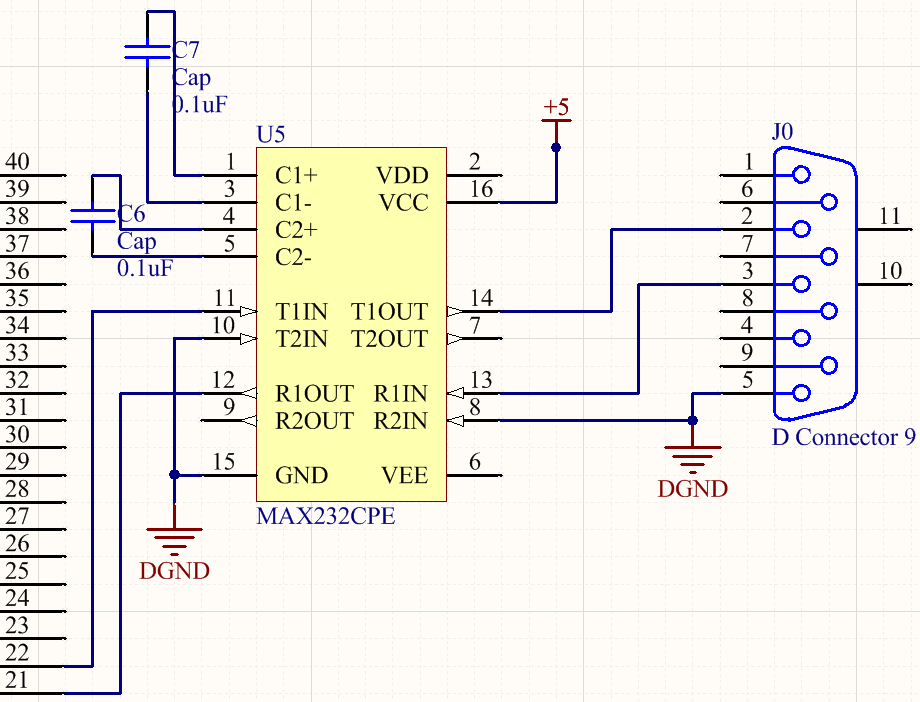 C7
Cap
0.1uF
+5
U5
J0
40
39
38
37
36
35
34
33
32
31
30
29
28
27
26
25
24
23
22
21
C6
Cap
0.1uF
1 C1+ VDD 2
3 C1- VCC 16
4 C2+
5 C2-
11 T1IN T1OUT 14
10 T2IN T2OUT 7
12 R1OUT R1IN 13
9 R2OUT R2IN 8
15 GND VEE 6
MAX232CPE
DGND
DGND
1
6
2
7
3
8
4
9
5
11
10
D Connector 9